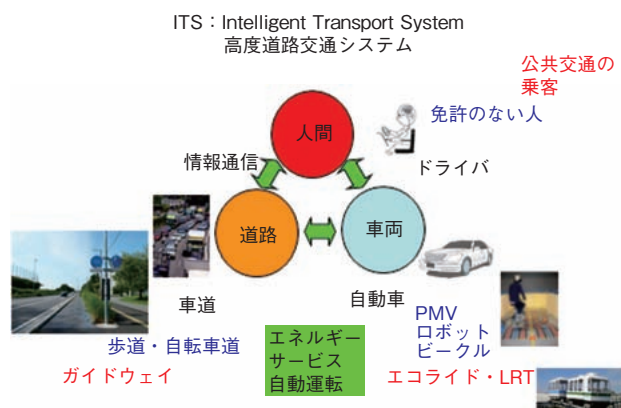 ITS：Intelligent Transport System
高度道路交通システム
公共交通の
乗客
免許のない人
人間
情報通信
ドライバ
道路
車両
車道
自動車
PMV
ロボット
ビークル
歩道・自転車道
エネルギー
サービス
自動運転
ガイドウェイ
エコライド・LRT